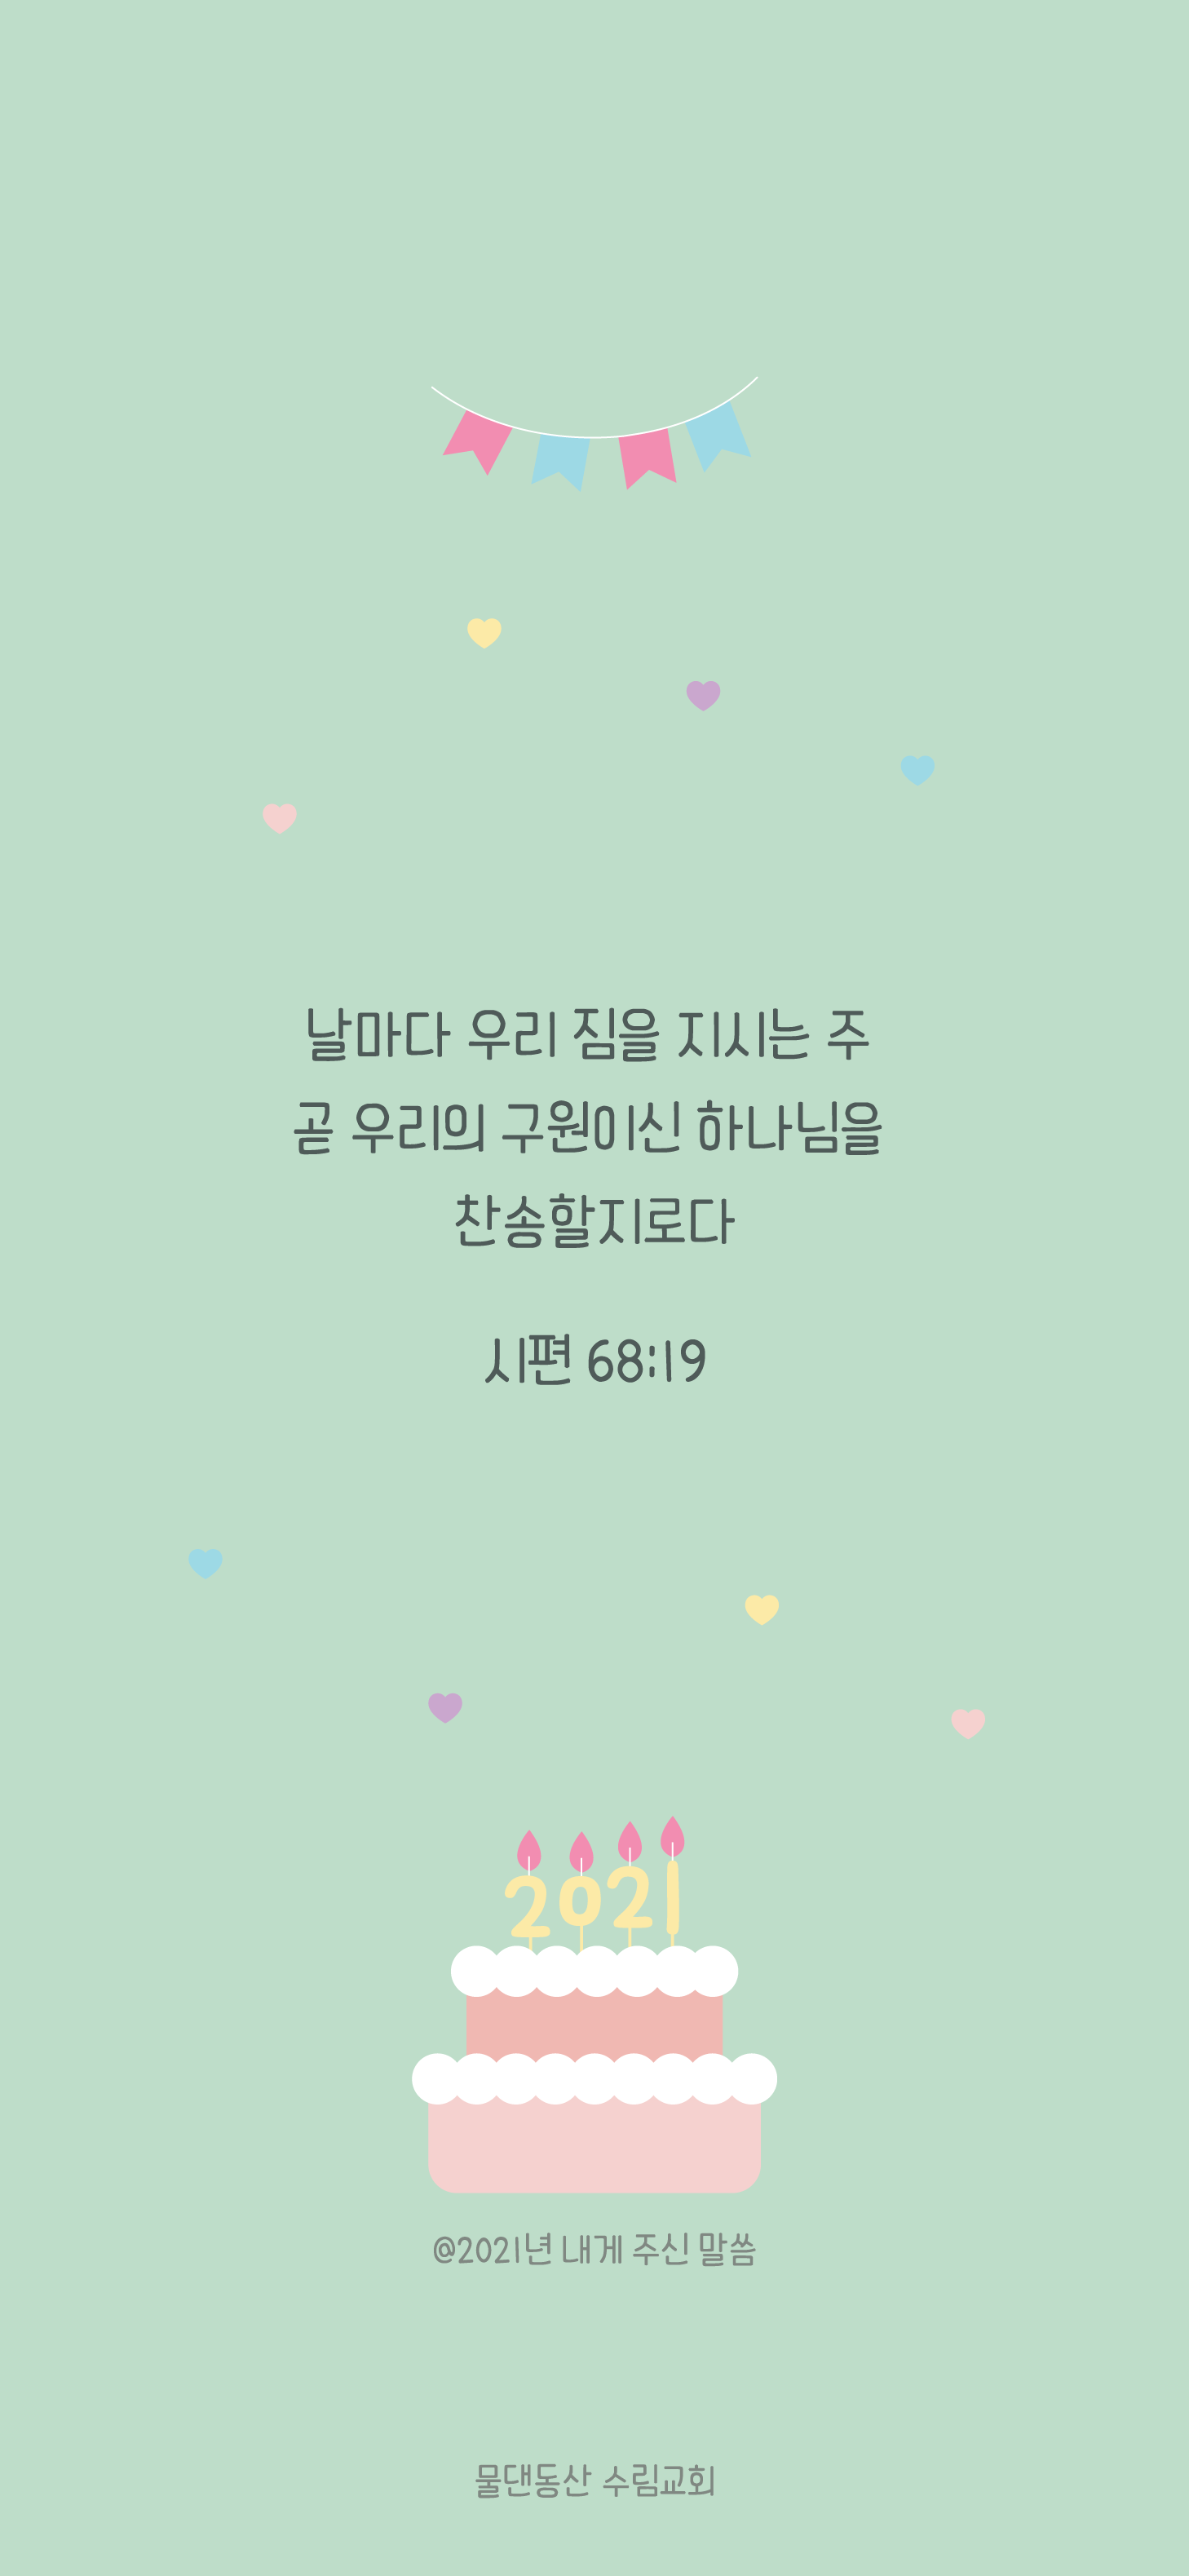 날마다 우리 짐을 지시는 주
곧 우리의 구원이신 하나님을
찬송할지로다
시편 68:19
2021
@2021년 내게 주신 말씀
물댄동산 수림교회